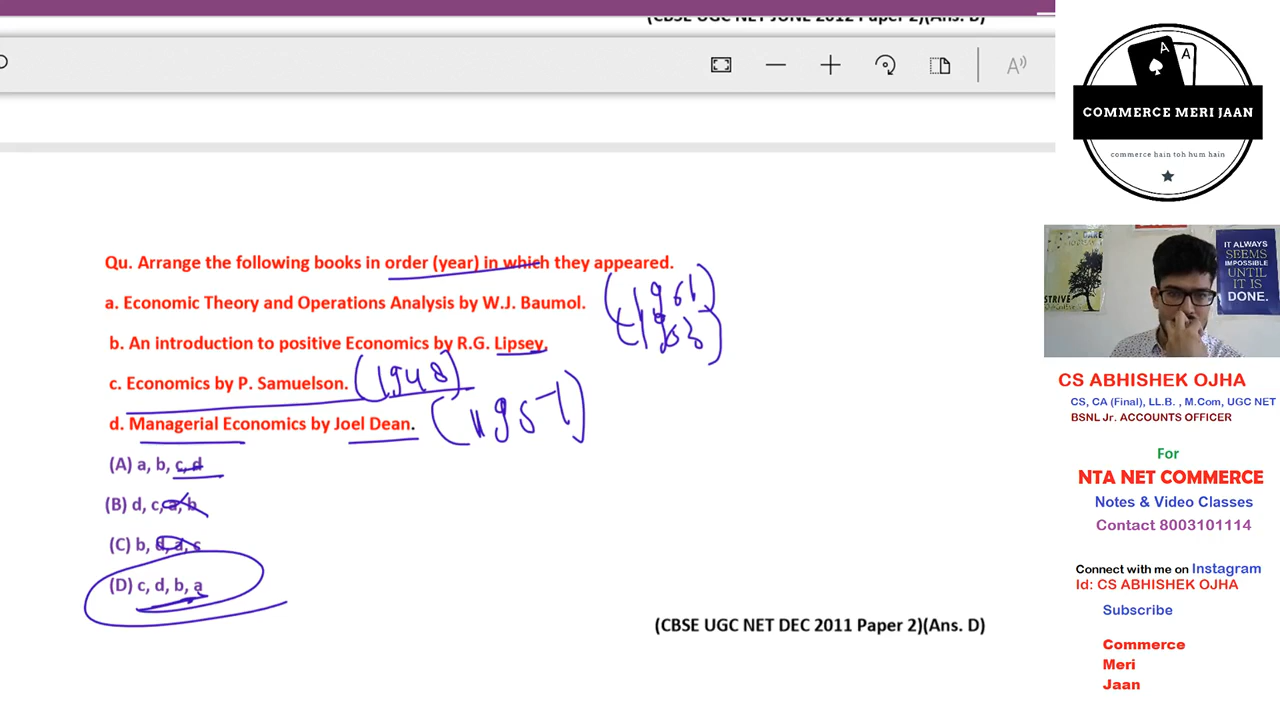 (CBSE UGC NET JUNE 2012 Paper 2)(Ans. D)
Qu. Arrange the following books in order (year) in which they appeared.
a. Economic Theory and Operations Analysis by W.J. Baumol. (1961)
b. An introduction to positive Economics by R.G. Lipsey.
c. Economics by P. Samuelson. (1948)
d. Managerial Economics by Joel Dean. (1951)
(A) a, b, c, d
(B) d, c, a, b
(C) b, d, a, c
(D) c, d, b, a
(CBSE UGC NET DEC 2011 Paper 2)(Ans. D)
A A
COMMERCE MERI JAAN
commerce hain toh hum hain
STRIVE
IT ALWAYS
SEEMS
IMPOSSIBLE
UNTIL
IT IS
DONE.
CS ABHISHEK OJHA
CS, CA (Final), LL.B. , M.Com, UGC NET
BSNL Jr. ACCOUNTS OFFICER
For
NTA NET COMMERCE
Notes & Video Classes
Contact 8003101114
Connect with me on Instagram
Id: CS ABHISHEK OJHA
Subscribe
Commerce
Meri
Jaan